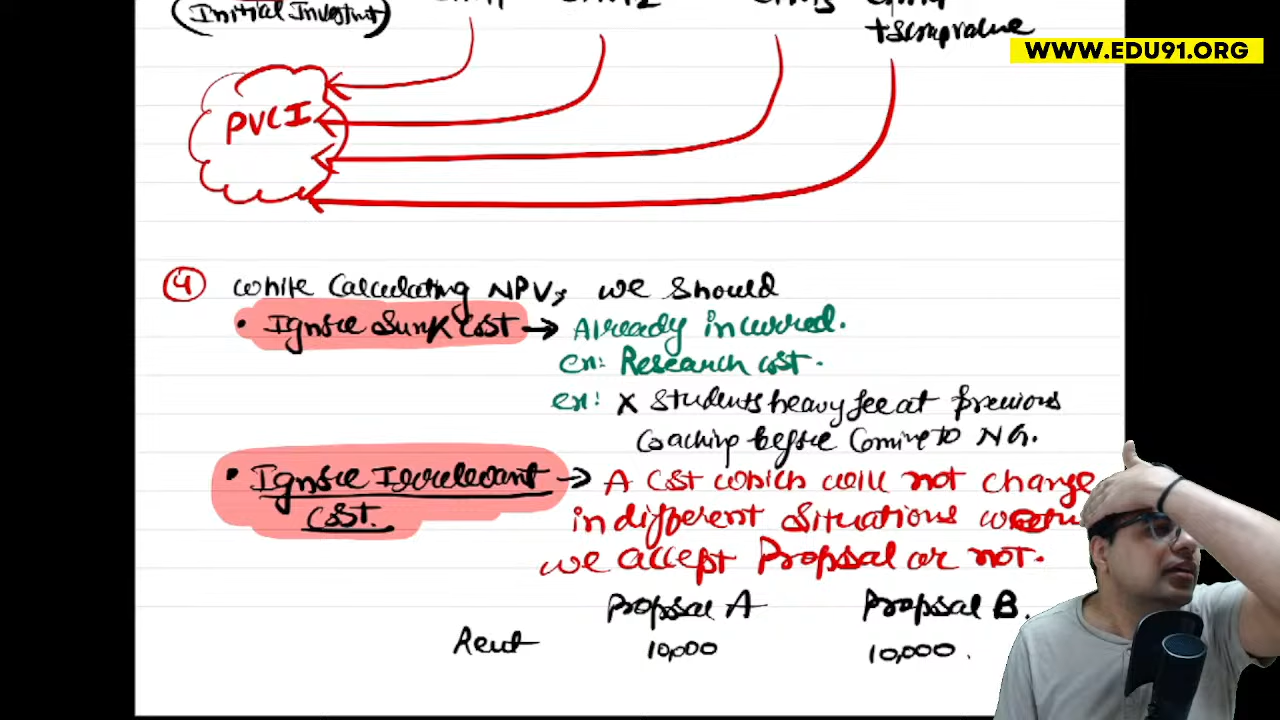 (Initial Investment)
+ Scrap value
WWW.EDU91.ORG
PVCI
4 While Calculating NPV, we should
• Ignore Sunk Cost → Already incurred.
ex: Research cost.
ex: X Students heavy fee at previous
coaching before coming to NG.
• Ignore Irrelevant → A cost which will not change
cost.
in different situations
we accept Proposal or not.
Proposal A Proposal B.
Rent 10,000 10,000.